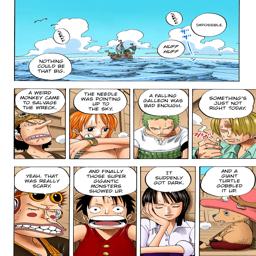 IMPOSSIBLE.
HUFF
HUFF
NOTHING
COULD BE
THAT BIG.
SOMETHING'S
JUST NOT
RIGHT TODAY.
A FALLING
GALLEON WAS
BAD ENOUGH.
THE NEEDLE
WAS POINTING
UP TO
THE SKY.
A WEIRD
MONKEY CAME
TO SALVAGE
THE WRECK.
AND A
GIANT
TURTLE
GOBBLED
IT UP.
IT
SUDDENLY
GOT DARK.
AND FINALLY
THOSE SUPER
GIGANTIC
MONSTERS
SHOWED UP.
YEAH. THAT
WAS REALLY
SCARY.